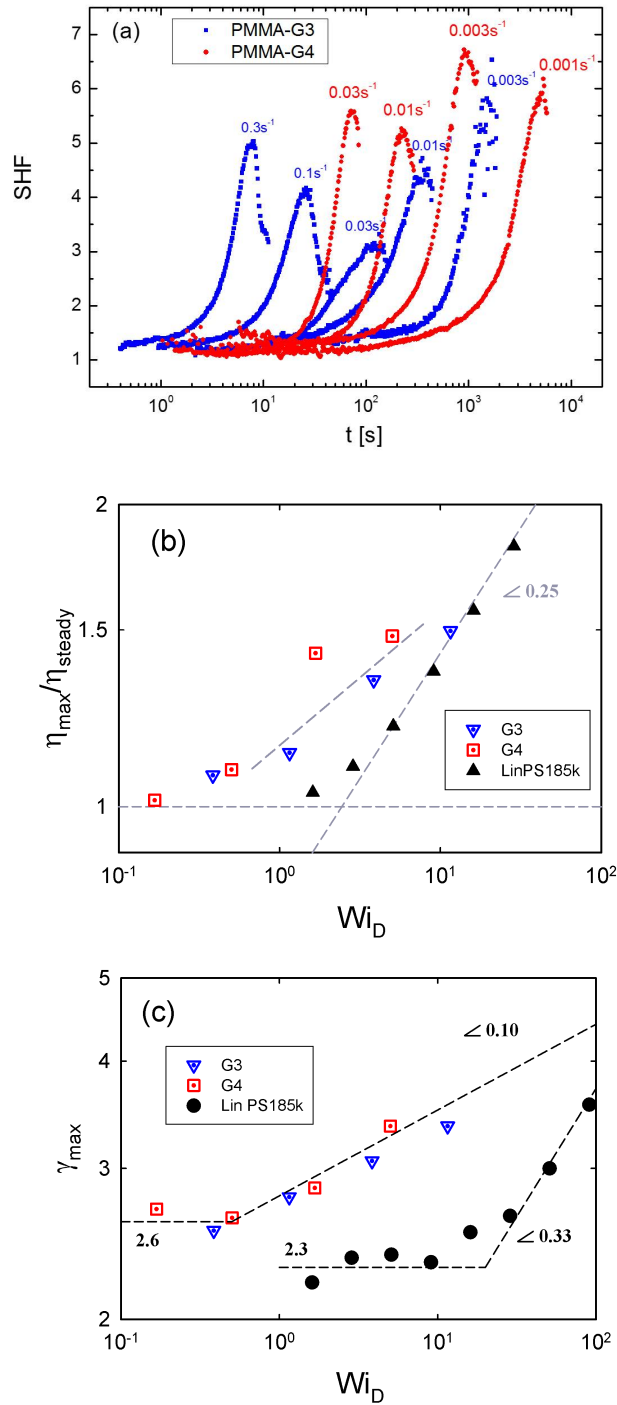 (a)
PMMA-G3
PMMA-G4
0.003s⁻¹
0.003s⁻¹
0.001s⁻¹
0.03s⁻¹
0.01s⁻¹
0.3s⁻¹
0.01s⁻¹
0.1s⁻¹
0.03s⁻¹
7
6
5
4
3
2
1
SHF
10⁰ 10¹ 10² 10³ 10⁴
t [s]
(b)
2
1.5
1
η_max/η_steady
∠ 0.25
G3
G4
LinPS185k
10⁻¹ 10⁰ 10¹ 10²
Wi_D
(c)
5
4
3
2
γ_max
∠ 0.10
G3
G4
Lin PS185k
2.6
2.3
∠ 0.33
10⁻¹ 10⁰ 10¹ 10²
Wi_D